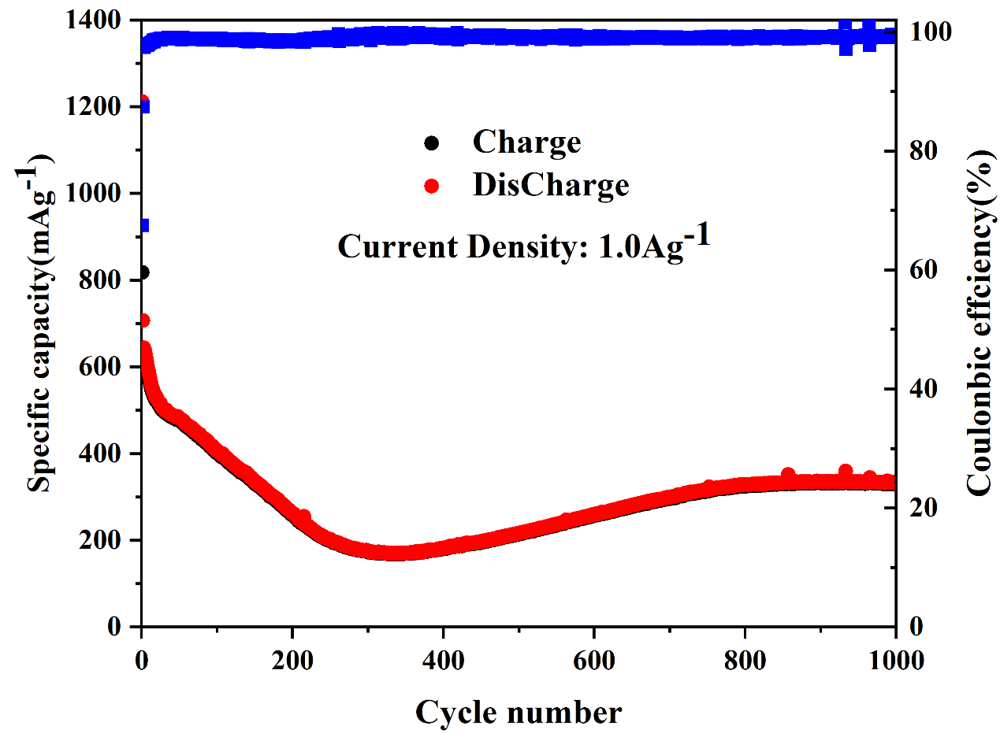 1400
1200
1000
800
600
400
200
0
Specific capacity(mAg-1)
Charge
DisCharge
Current Density: 1.0Ag-1
100
80
60
40
20
0
Coulonbic effciency(%)
0 200 400 600 800 1000
Cycle number